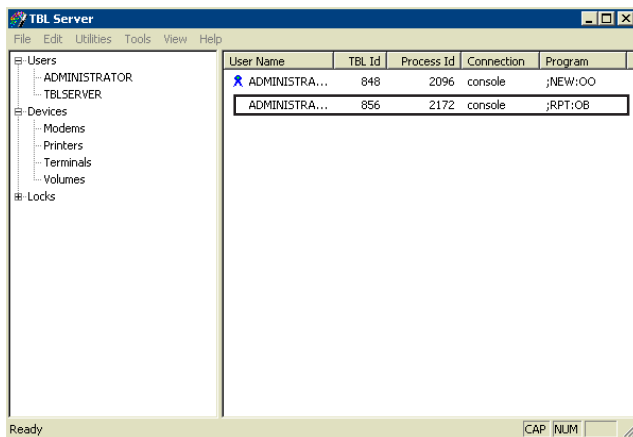 TBL Server
File Edit Utilities Tools View Help
Users
ADMINISTRATOR
TBLSERVER
Devices
Modems
Printers
Terminals
Volumes
Locks
User Name TBL Id Process Id Connection Program
ADMINISTRA... 848 2096 console ;NEW:OO
ADMINISTRA... 856 2172 console ;RPT:OB
Ready CAP NUM